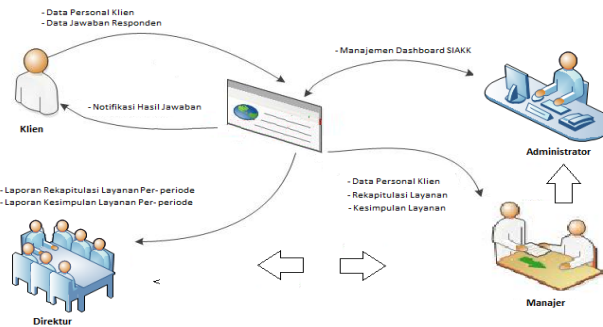 - Data Personal Klien
- Data Jawaban Responden
- Manajemen Dashboard SIAKK
- Notifikasi Hasil Jawaban
Klien
Administrator
- Laporan Rekapitulasi Layanan Per- periode
- Laporan Kesimpulan Layanan Per- periode
- Data Personal Klien
- Rekapitulasi Layanan
- Kesimpulan Layanan
<
Manajer
Direktur